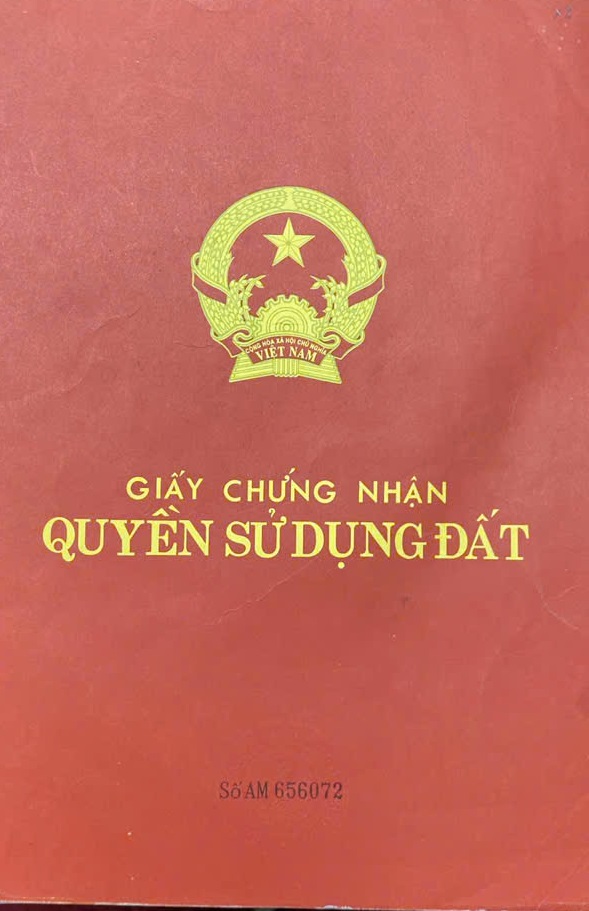 CỘNG HÒA XÃ HỘI CHỦ NGHĨA
VIỆT NAM
GIẤY CHỨNG NHẬN
QUYỀN SỬ DỤNG ĐẤT
Số AM 656072